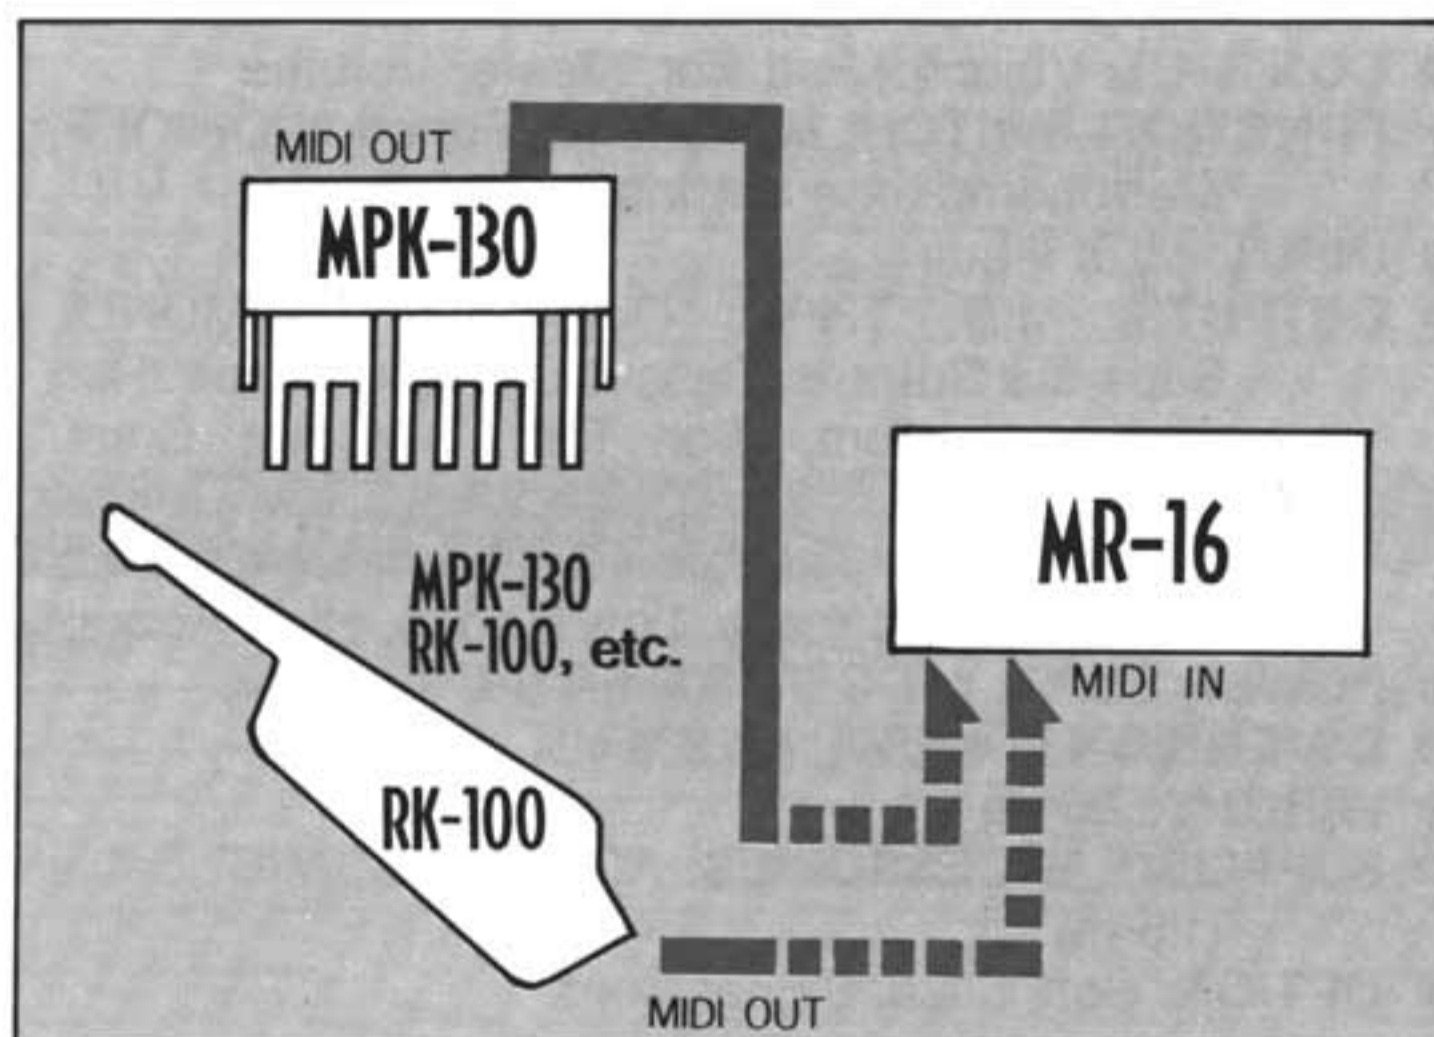 MIDI OUT
MPK-130
MPK-130
RK-100, etc.
MR-16
MIDI IN
RK-100
MIDI OUT